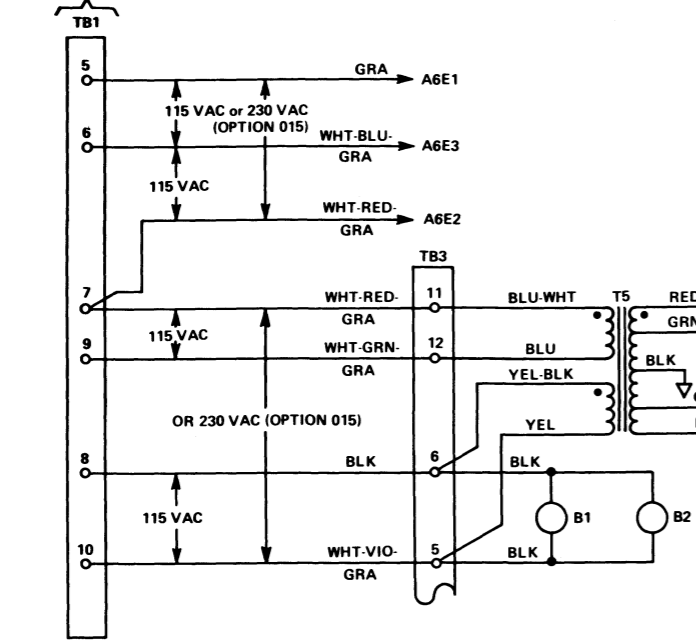 TB1
5
GRA
A6E1
115 VAC or 230 VAC
(OPTION 015)
6
WHT-BLU-
GRA
A6E3
115 VAC
WHT-RED-
GRA
A6E2
TB3
7
WHT-RED-
GRA
11
BLU-WHT
T5
RED
GRN
115 VAC
9
WHT-GRN-
GRA
12
BLU
BLK
YEL-BLK
OR 230 VAC (OPTION 015)
YEL
8
BLK
6
BLK
115 VAC
B1
B2
10
WHT-VIO-
GRA
5
BLK